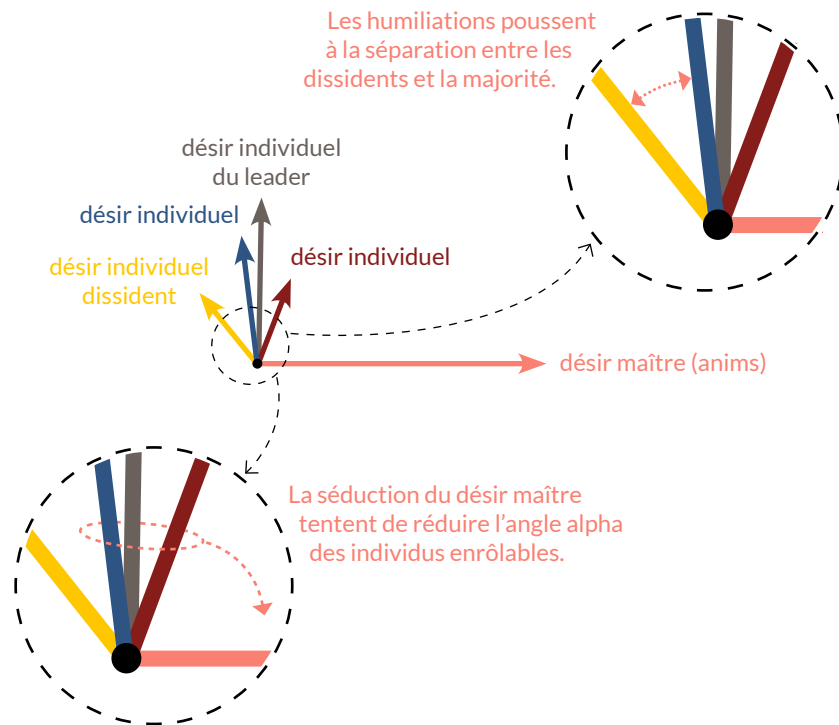 Les humiliations poussent
à la séparation entre les
dissidents et la majorité.
désir individuel
du leader
désir individuel
désir individuel
désir individuel
dissident
désir maître (anims)
La séduction du désir maître
tentent de réduire l’angle alpha
des individus enrôlables.